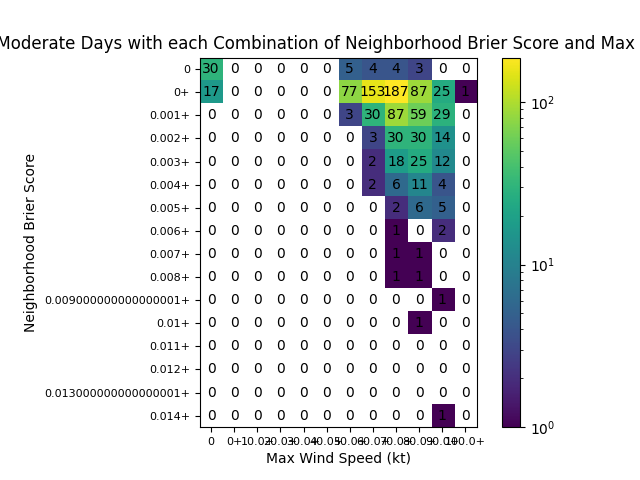 Moderate Days with each Combination of Neighborhood Brier Score and Max
0 30 0 0 0 0 0 5 4 4 3 0 0
0+ 17 0 0 0 0 0 77 153 187 87 25 1
0.001+ 0 0 0 0 0 0 3 30 87 59 29 0
0.002+ 0 0 0 0 0 0 0 3 30 30 14 0
0.003+ 0 0 0 0 0 0 0 2 18 25 12 0
0.004+ 0 0 0 0 0 0 0 2 6 11 4 0
0.005+ 0 0 0 0 0 0 0 0 2 6 5 0
0.006+ 0 0 0 0 0 0 0 0 1 0 2 0
0.007+ 0 0 0 0 0 0 0 0 1 1 0 0
0.008+ 0 0 0 0 0 0 0 0 1 1 0 0
0.009000000000000001+ 0 0 0 0 0 0 0 0 0 0 1 0
0.01+ 0 0 0 0 0 0 0 0 0 1 0 0
0.011+ 0 0 0 0 0 0 0 0 0 0 0 0
0.012+ 0 0 0 0 0 0 0 0 0 0 0 0
0.013000000000000001+ 0 0 0 0 0 0 0 0 0 0 0 0
0.014+ 0 0 0 0 0 0 0 0 0 0 1 0
0 0+
Max Wind Speed (kt)
Neighborhood Brier Score
10²
10¹
10⁰